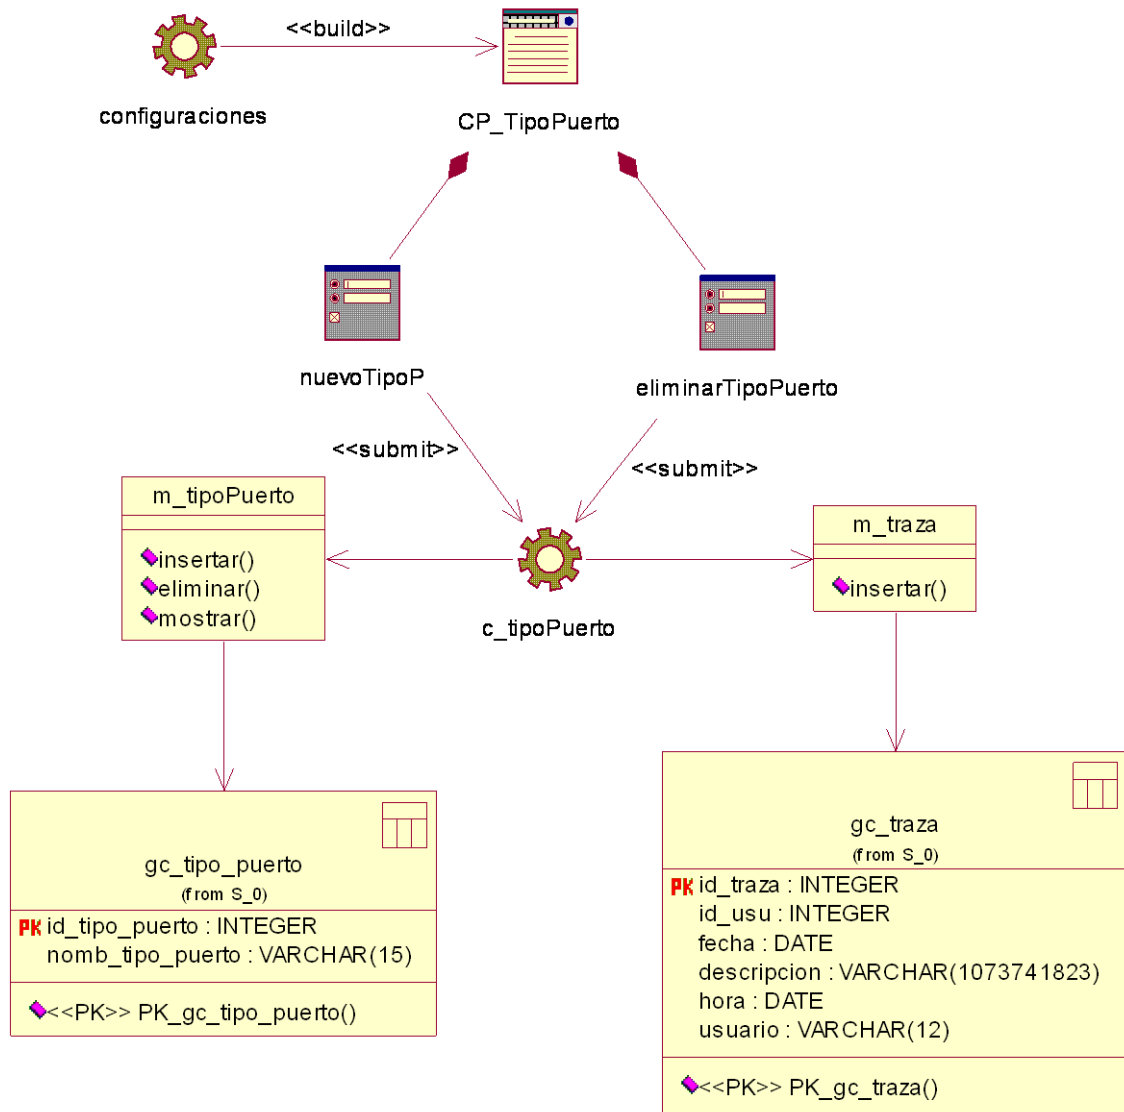 <<build>>
configuraciones
CP_TipoPuerto
nuevoTipoP
eliminarTipoPuerto
<<submit>>
<<submit>>
m_tipoPuerto
insertar()
eliminar()
mostrar()
c_tipoPuerto
m_traza
insertar()
gc_tipo_puerto
(from S_0)
PK id_tipo_puerto : INTEGER
nomb_tipo_puerto : VARCHAR(15)
<<PK>> PK_gc_tipo_puerto()
gc_traza
(from S_0)
PK id_traza : INTEGER
id_usu : INTEGER
fecha : DATE
descripcion : VARCHAR(1073741823)
hora : DATE
usuario : VARCHAR(12)
<<PK>> PK_gc_traza()